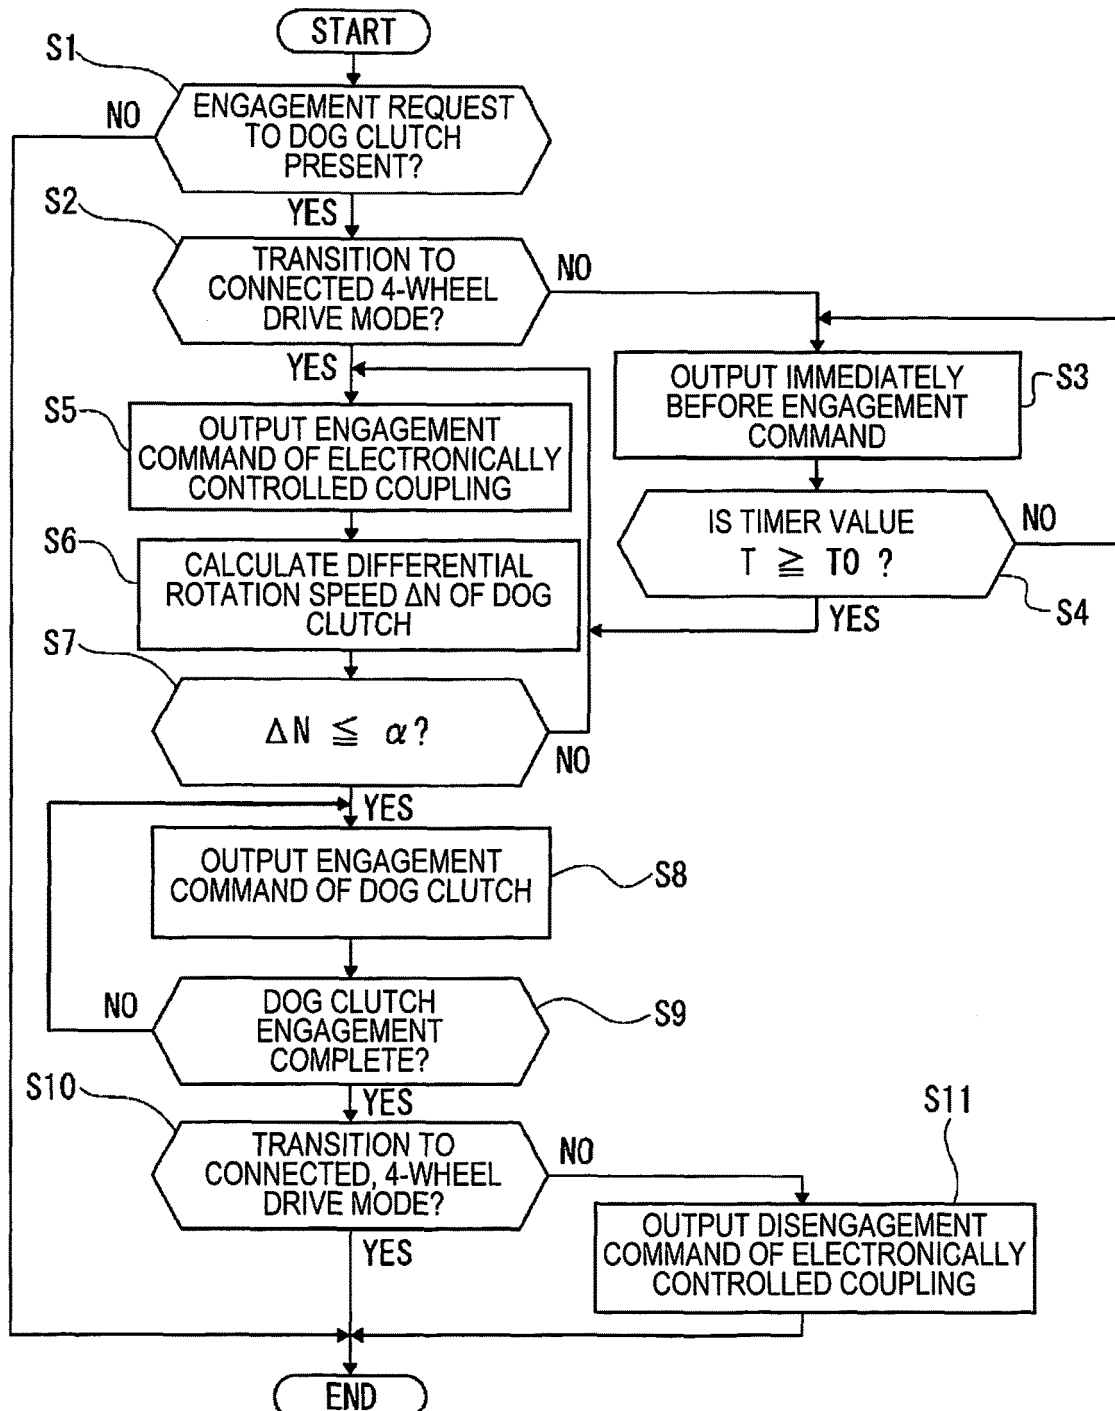 START
S1
NO
ENGAGEMENT REQUEST
TO DOG CLUTCH
PRESENT?
YES
S2
TRANSITION TO
CONNECTED 4-WHEEL
DRIVE MODE?
NO
YES
OUTPUT IMMEDIATELY
BEFORE ENGAGEMENT
COMMAND
S3
IS TIMER VALUE
T ≧ T0 ?
NO
YES
S4
S5
OUTPUT ENGAGEMENT
COMMAND OF ELECTRONICALLY
CONTROLLED COUPLING
S6
CALCULATE DIFFERENTIAL
ROTATION SPEED ΔN OF DOG
CLUTCH
S7
ΔN ≦ α?
NO
YES
OUTPUT ENGAGEMENT
COMMAND OF DOG CLUTCH
S8
NO
DOG CLUTCH
ENGAGEMENT
COMPLETE?
S9
YES
S10
TRANSITION TO
CONNECTED, 4-WHEEL
DRIVE MODE?
NO
YES
S11
OUTPUT DISENGAGEMENT
COMMAND OF ELECTRONICALLY
CONTROLLED COUPLING
END